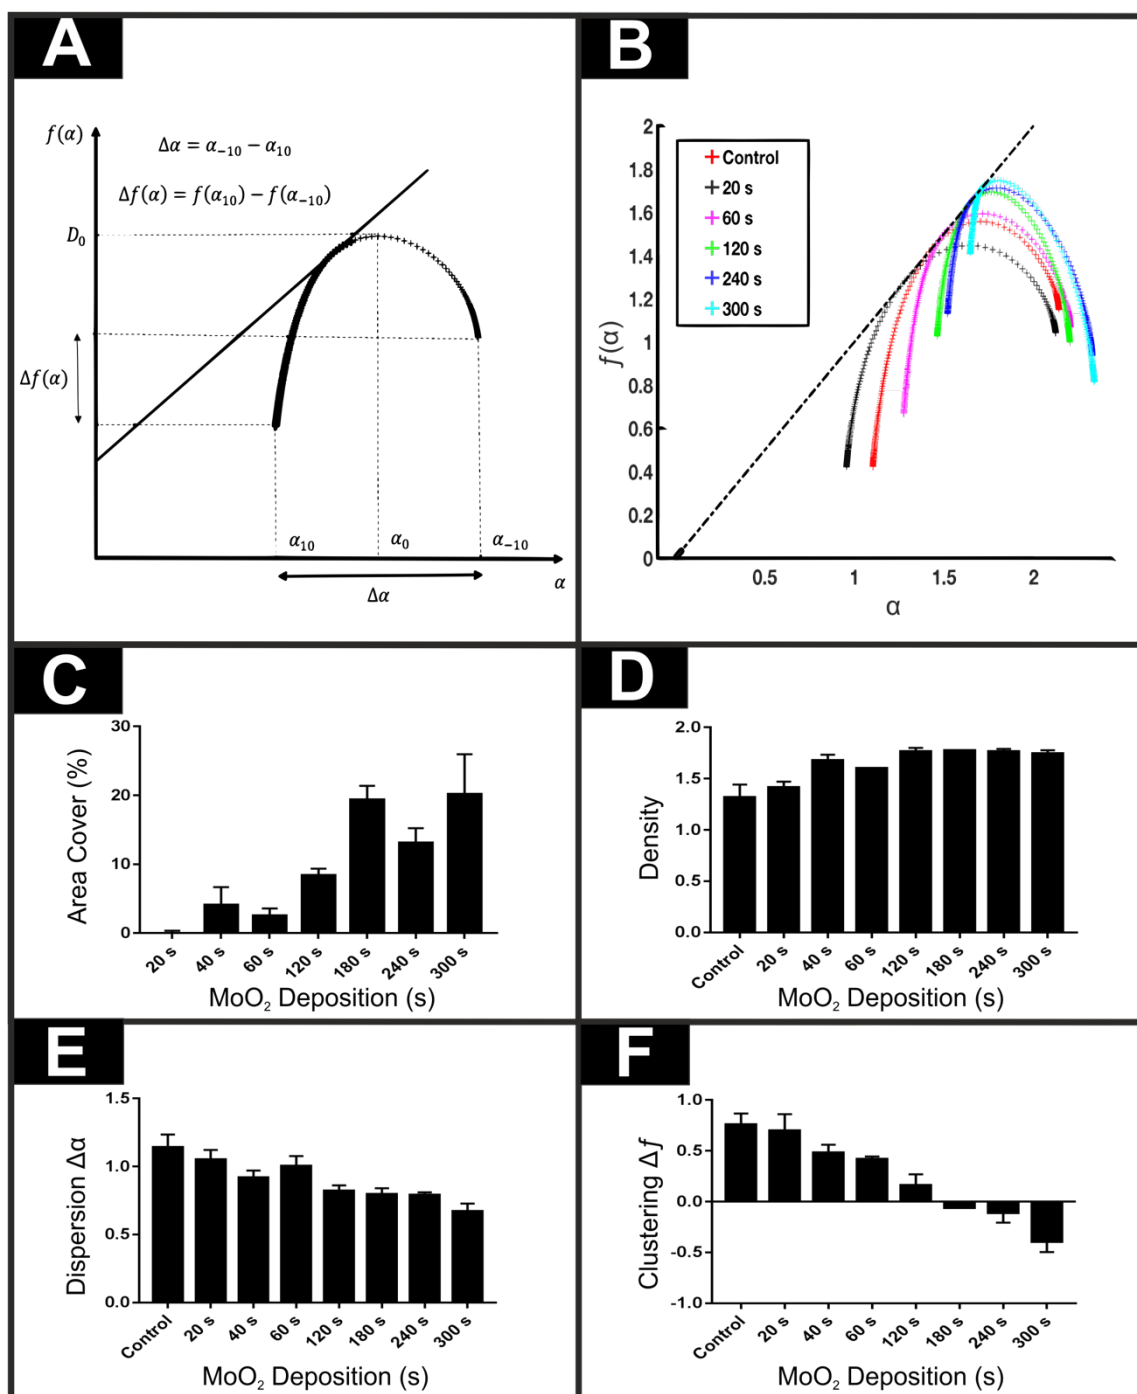 A
f(α)
Δα = α₋₁₀ − α₁₀
Δf(α) = f(α₁₀) − f(α₋₁₀)
D₀
Δf(α)
α₁₀
α₀
α₋₁₀
α
Δα
B
f(α)
2
1.8
1.6
1.4
1.2
1
0.8
0.6
0.4
0.2
0
Control
20 s
60 s
120 s
240 s
300 s
0.5
1
1.5
2
α
C
Area Cover (%)
30
20
10
0
20 s
40 s
60 s
120 s
180 s
240 s
300 s
MoO₂ Deposition (s)
D
Density
2.0
1.5
1.0
0.5
0.0
Control
20 s
40 s
60 s
120 s
180 s
240 s
300 s
MoO₂ Deposition (s)
E
Dispersion Δα
1.5
1.0
0.5
0.0
Control
20 s
40 s
60 s
120 s
180 s
240 s
300 s
MoO₂ Deposition (s)
F
Clustering Δf
1.0
0.5
0.0
-0.5
-1.0
Control
20 s
40 s
60 s
120 s
180 s
240 s
300 s
MoO₂ Deposition (s)